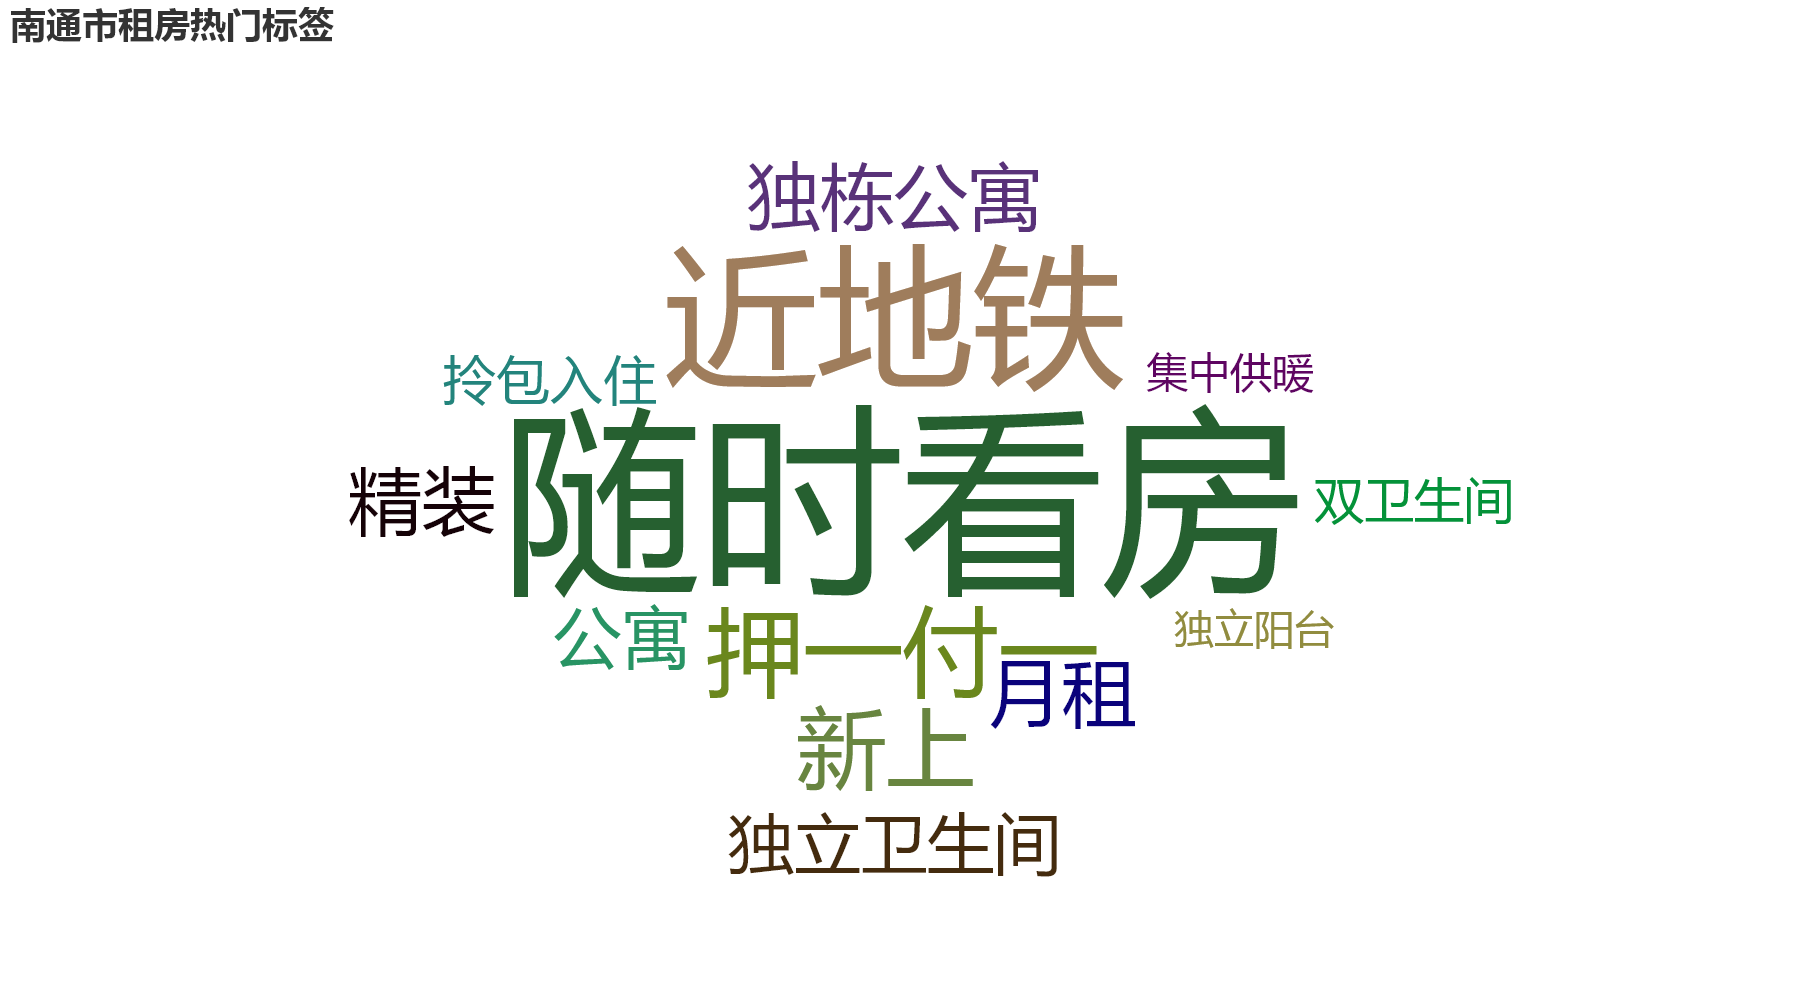 南通市租房热门标签
独栋公寓
近地铁
拎包入住
集中供暖
随时看房
精装
双卫生间
公寓
押一付一
独立阳台
月租
新上
独立卫生间